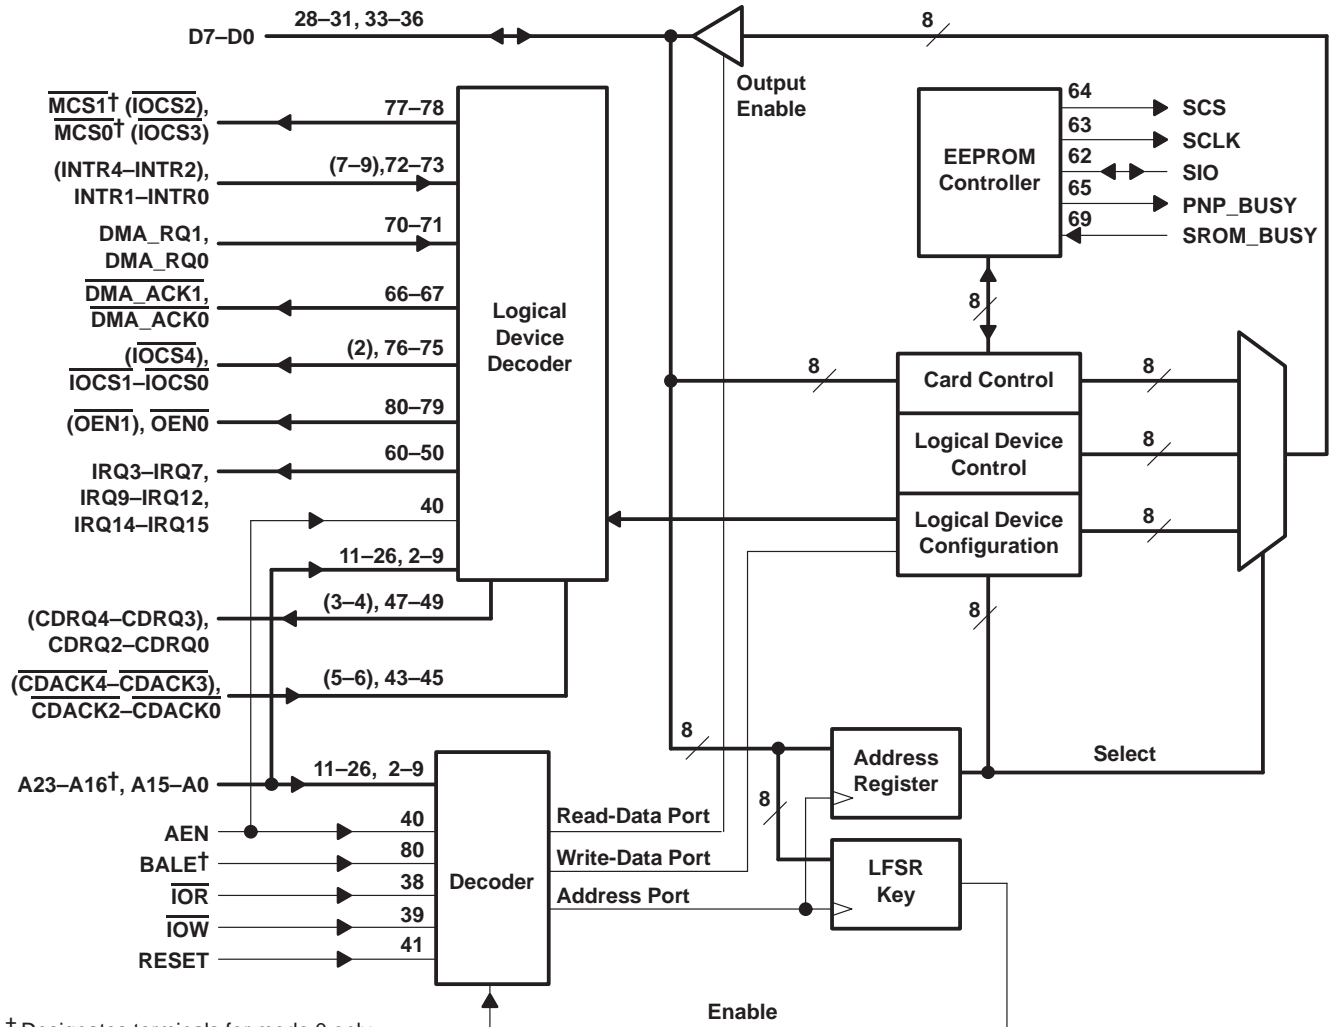 28–31, 33–36
D7–D0
8
Output
Enable
MCS1† (IOCS2),
MCS0† (IOCS3)
77–78
(INTR4–INTR2),
INTR1–INTR0
(7–9),72–73
DMA_RQ1,
DMA_RQ0
70–71
DMA_ACK1,
DMA_ACK0
66–67
(IOCS4),
IOCS1–IOCS0
(2), 76–75
(OEN1), OEN0
80–79
IRQ3–IRQ7,
IRQ9–IRQ12,
IRQ14–IRQ15
60–50
40
11–26, 2–9
Logical
Device
Decoder
(CDRQ4–CDRQ3),
CDRQ2–CDRQ0
(3–4), 47–49
(CDACK4–CDACK3),
CDACK2–CDACK0
(5–6), 43–45
EEPROM
Controller
64
SCS
63
SCLK
62
SIO
65
PNP_BUSY
69
SROM_BUSY
8
8
Card Control
8
Logical Device
Control
8
Logical Device
Configuration
8
8
8
Address
Register
Select
8
LFSR
Key
A23–A16†, A15–A0
11–26, 2–9
AEN
40
BALE†
80
IOR
38
IOW
39
RESET
41
Decoder
Read-Data Port
Write-Data Port
Address Port
Enable
† Designates terminals for mode 0 only